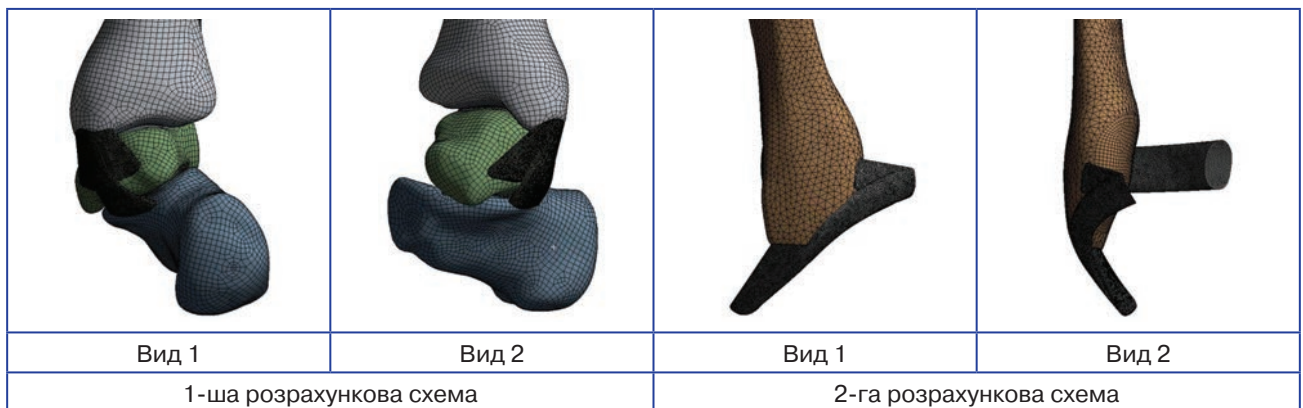 Вид 1
Вид 2
Вид 1
Вид 2
1-ша розрахункова схема
2-га розрахункова схема